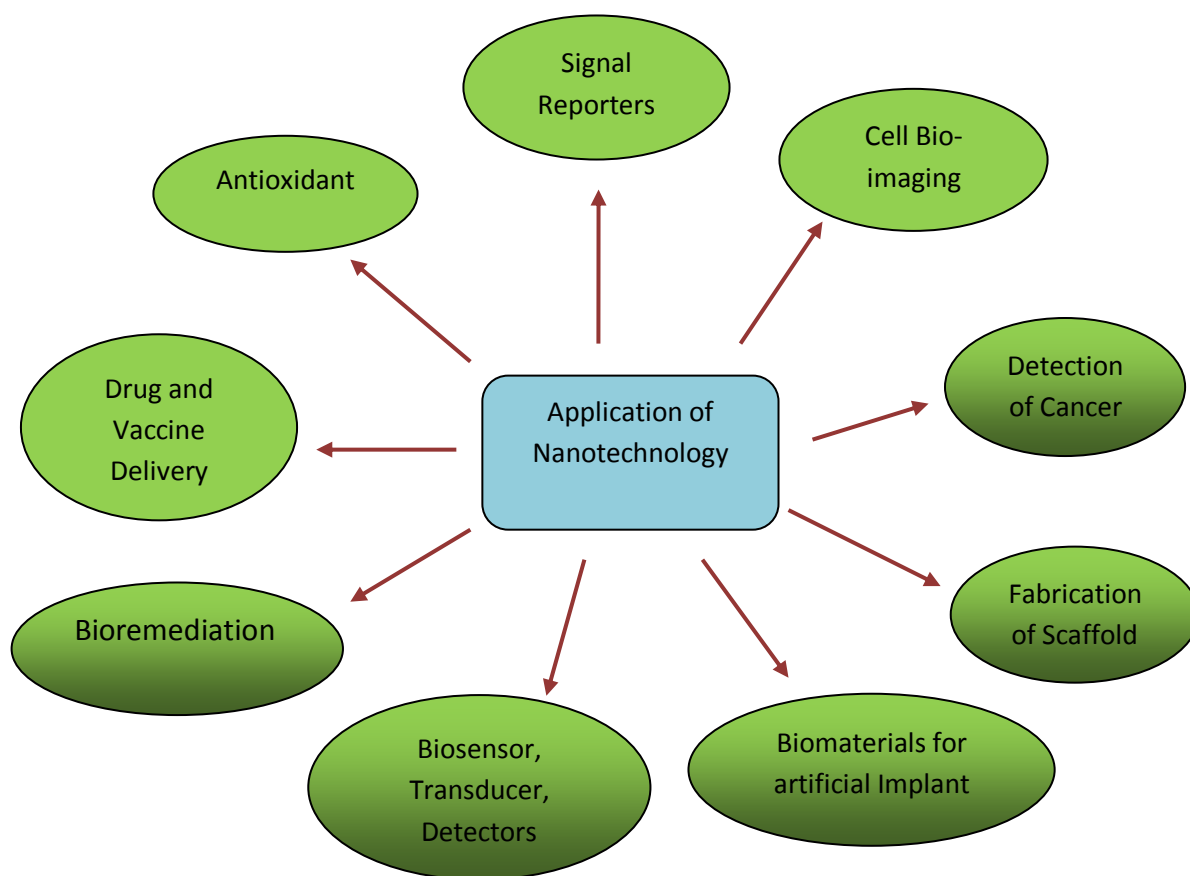 Signal
Reporters
Cell Bio-
imaging
Antioxidant
Detection
of Cancer
Drug and
Vaccine
Delivery
Application of
Nanotechnology
Fabrication
of Scaffold
Bioremediation
Biomaterials for
artificial Implant
Biosensor,
Transducer,
Detectors